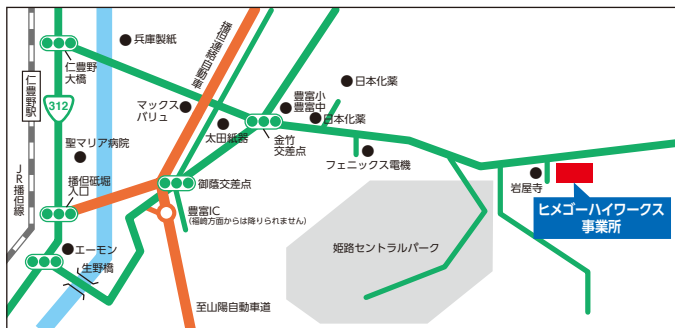 兵庫製紙
播但連絡自動車
仁豊野
大橋
仁豊野駅
312
日本化薬
マックス
バリュ
豊富小
豊富中
日本化薬
太田紙器
金竹
交差点
聖マリア病院
フェニックス電機
JR播但線
播但砥堀
入口
御蔭交差点
岩屋寺
豊富IC
(福崎方面からは降りられません)
ヒメゴーハイワークス
事業所
エーモン
生野橋
姫路セントラルパーク
至山陽自動車道